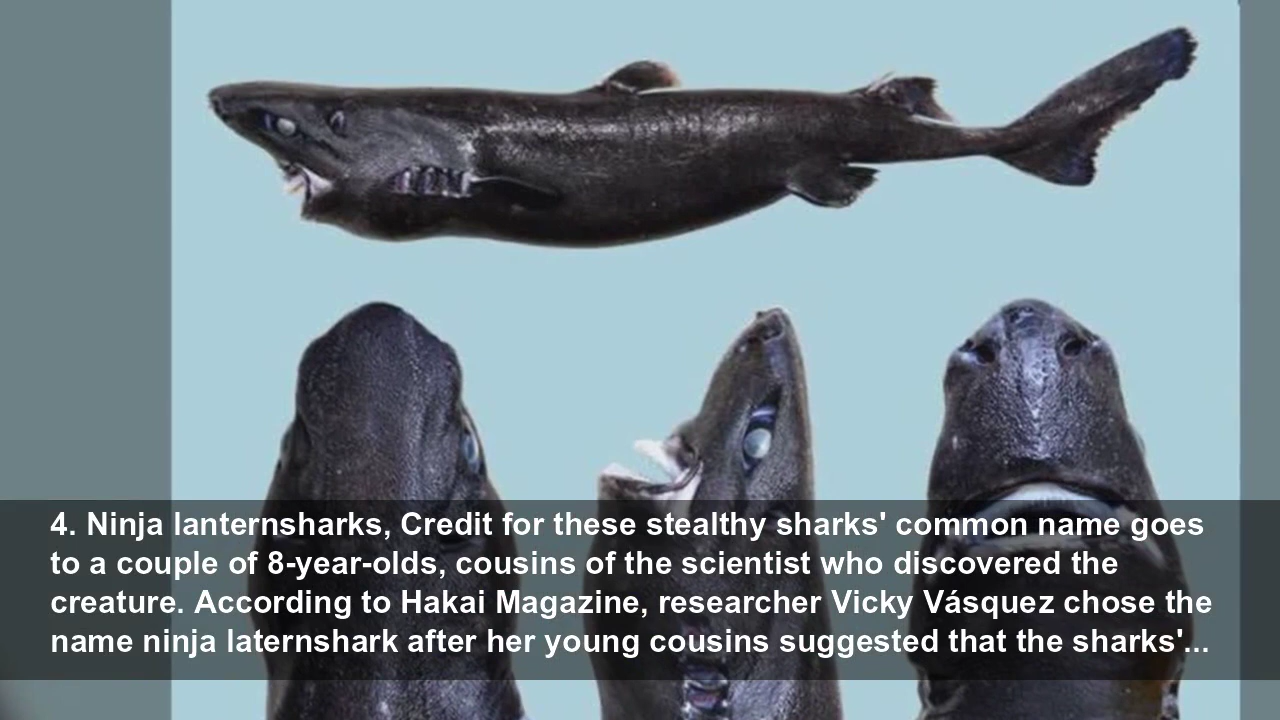 4. Ninja lanternsharks, Credit for these stealthy sharks' common name goes
to a couple of 8-year-olds, cousins of the scientist who discovered the
creature. According to Hakai Magazine, researcher Vicky Vásquez chose the
name ninja laternshark after her young cousins suggested that the sharks'...